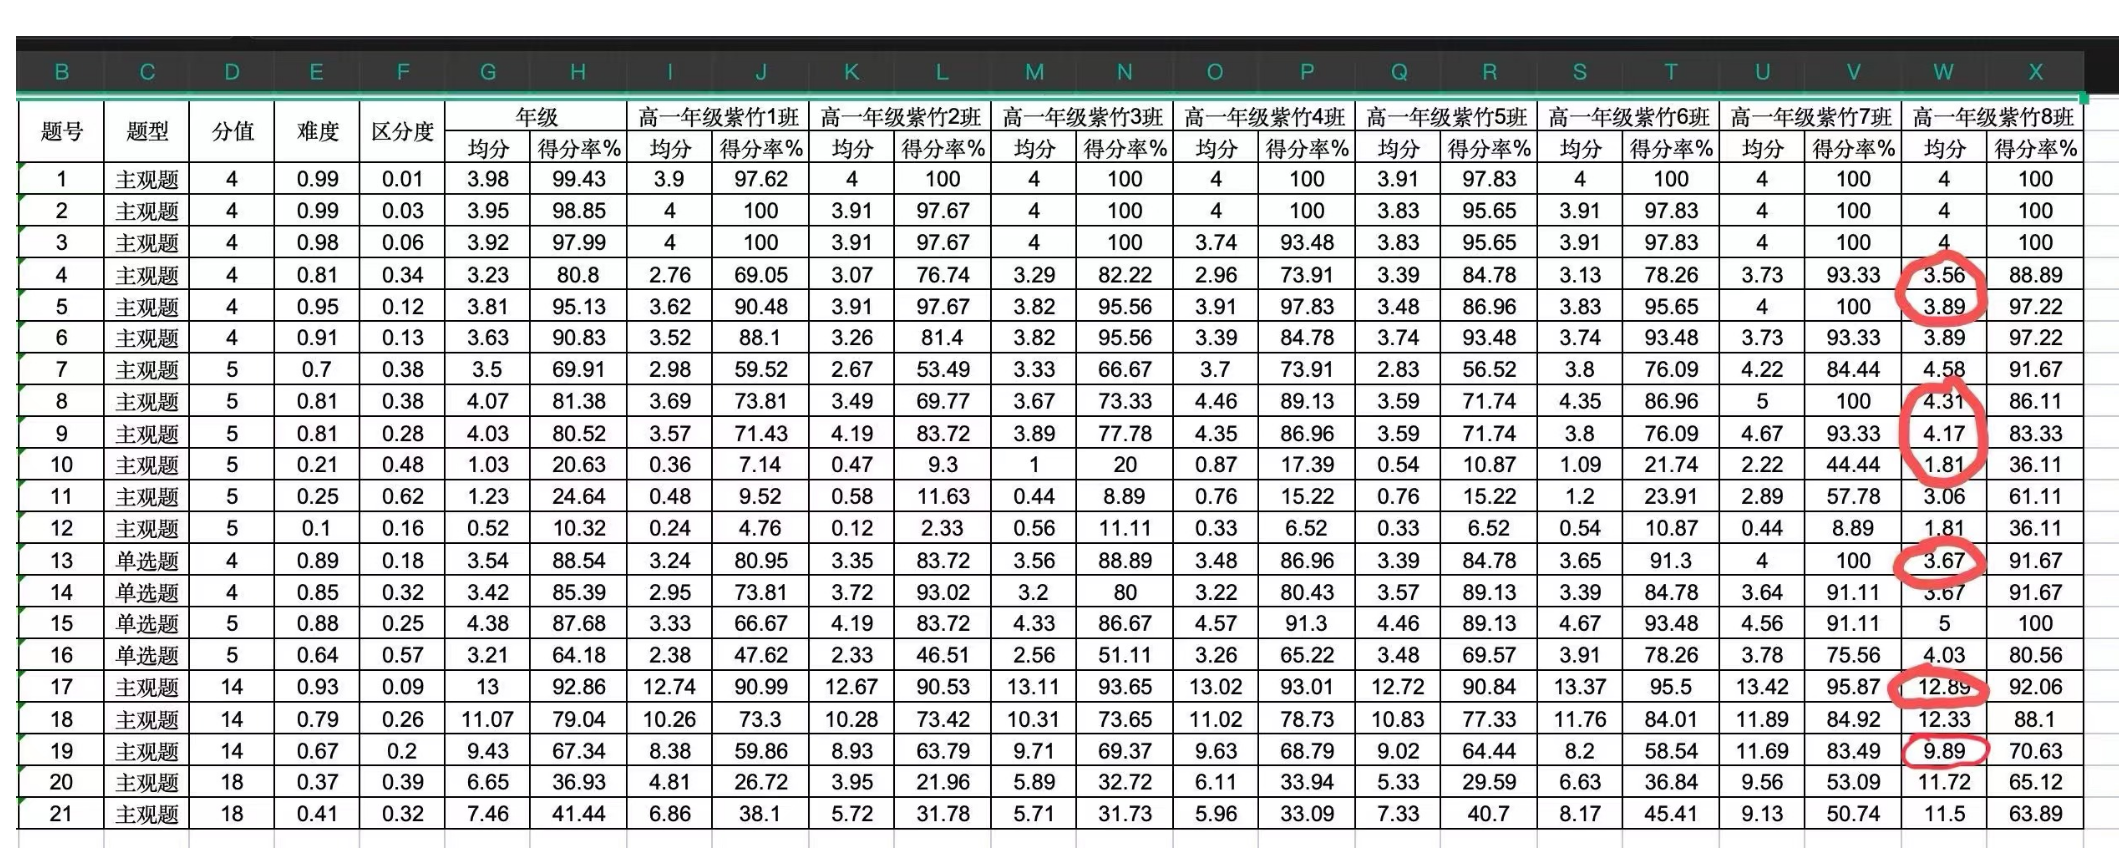 B C D E F G H I J K L M N O P Q R S T U V W X
题号 题型 分值 难度 区分度 年级 高一年级紫竹1班 高一年级紫竹2班 高一年级紫竹3班 高一年级紫竹4班 高一年级紫竹5班 高一年级紫竹6班 高一年级紫竹7班 高一年级紫竹8班
均分 得分率% 均分 得分率% 均分 得分率% 均分 得分率% 均分 得分率% 均分 得分率% 均分 得分率% 均分 得分率% 均分 得分率%
1 主观题 4 0.99 0.01 3.98 99.43 3.9 97.62 4 100 4 100 4 100 3.91 97.83 4 100 4 100 4 100
2 主观题 4 0.99 0.03 3.95 98.85 4 100 3.91 97.67 4 100 4 100 3.83 95.65 3.91 97.83 4 100 4 100
3 主观题 4 0.98 0.06 3.92 97.99 4 100 3.91 97.67 4 100 3.74 93.48 3.83 95.65 3.91 97.83 4 100 4 100
4 主观题 4 0.81 0.34 3.23 80.8 2.76 69.05 3.07 76.74 3.29 82.22 2.96 73.91 3.39 84.78 3.13 78.26 3.73 93.33 3.56 88.89
5 主观题 4 0.95 0.12 3.81 95.13 3.62 90.48 3.91 97.67 3.82 95.56 3.91 97.83 3.48 86.96 3.83 95.65 4 100 3.89 97.22
6 主观题 4 0.91 0.13 3.63 90.83 3.52 88.1 3.26 81.4 3.82 95.56 3.39 84.78 3.74 93.48 3.74 93.48 3.73 93.33 3.89 97.22
7 主观题 5 0.7 0.38 3.5 69.91 2.98 59.52 2.67 53.49 3.33 66.67 3.7 73.91 2.83 56.52 3.8 76.09 4.22 84.44 4.58 91.67
8 主观题 5 0.81 0.38 4.07 81.38 3.69 73.81 3.49 69.77 3.67 73.33 4.46 89.13 3.59 71.74 4.35 86.96 5 100 4.31 86.11
9 主观题 5 0.81 0.28 4.03 80.52 3.57 71.43 4.19 83.72 3.89 77.78 4.35 86.96 3.59 71.74 3.8 76.09 4.67 93.33 4.17 83.33
10 主观题 5 0.21 0.48 1.03 20.63 0.36 7.14 0.47 9.3 1 20 0.87 17.39 0.54 10.87 1.09 21.74 2.22 44.44 1.81 36.11
11 主观题 5 0.25 0.62 1.23 24.64 0.48 9.52 0.58 11.63 0.44 8.89 0.76 15.22 0.76 15.22 1.2 23.91 2.89 57.78 3.06 61.11
12 主观题 5 0.1 0.16 0.52 10.32 0.24 4.76 0.12 2.33 0.56 11.11 0.33 6.52 0.33 6.52 0.54 10.87 0.44 8.89 1.81 36.11
13 单选题 4 0.89 0.18 3.54 88.54 3.24 80.95 3.35 83.72 3.56 88.89 3.48 86.96 3.39 84.78 3.65 91.3 4 100 3.67 91.67
14 单选题 4 0.85 0.32 3.42 85.39 2.95 73.81 3.72 93.02 3.2 80 3.22 80.43 3.57 89.13 3.39 84.78 3.64 91.11 3.67 91.67
15 单选题 5 0.88 0.25 4.38 87.68 3.33 66.67 4.19 83.72 4.33 86.67 4.57 91.3 4.46 89.13 4.67 93.48 4.56 91.11 5 100
16 单选题 5 0.64 0.57 3.21 64.18 2.38 47.62 2.33 46.51 2.56 51.11 3.26 65.22 3.48 69.57 3.91 78.26 3.78 75.56 4.03 80.56
17 主观题 14 0.93 0.09 13 92.86 12.74 90.99 12.67 90.53 13.11 93.65 13.02 93.01 12.72 90.84 13.37 95.5 13.42 95.87 12.89 92.06
18 主观题 14 0.79 0.26 11.07 79.04 10.26 73.3 10.28 73.42 10.31 73.65 11.02 78.73 10.83 77.33 11.76 84.01 11.89 84.92 12.33 88.1
19 主观题 14 0.67 0.2 9.43 67.34 8.38 59.86 8.93 63.79 9.71 69.37 9.63 68.79 9.02 64.44 8.2 58.54 11.69 83.49 9.89 70.63
20 主观题 18 0.37 0.39 6.65 36.93 4.81 26.72 3.95 21.96 5.89 32.72 6.11 33.94 5.33 29.59 6.63 36.84 9.56 53.09 11.72 65.12
21 主观题 18 0.41 0.32 7.46 41.44 6.86 38.1 5.72 31.78 5.71 31.73 5.96 33.09 7.33 40.7 8.17 45.41 9.13 50.74 11.5 63.89